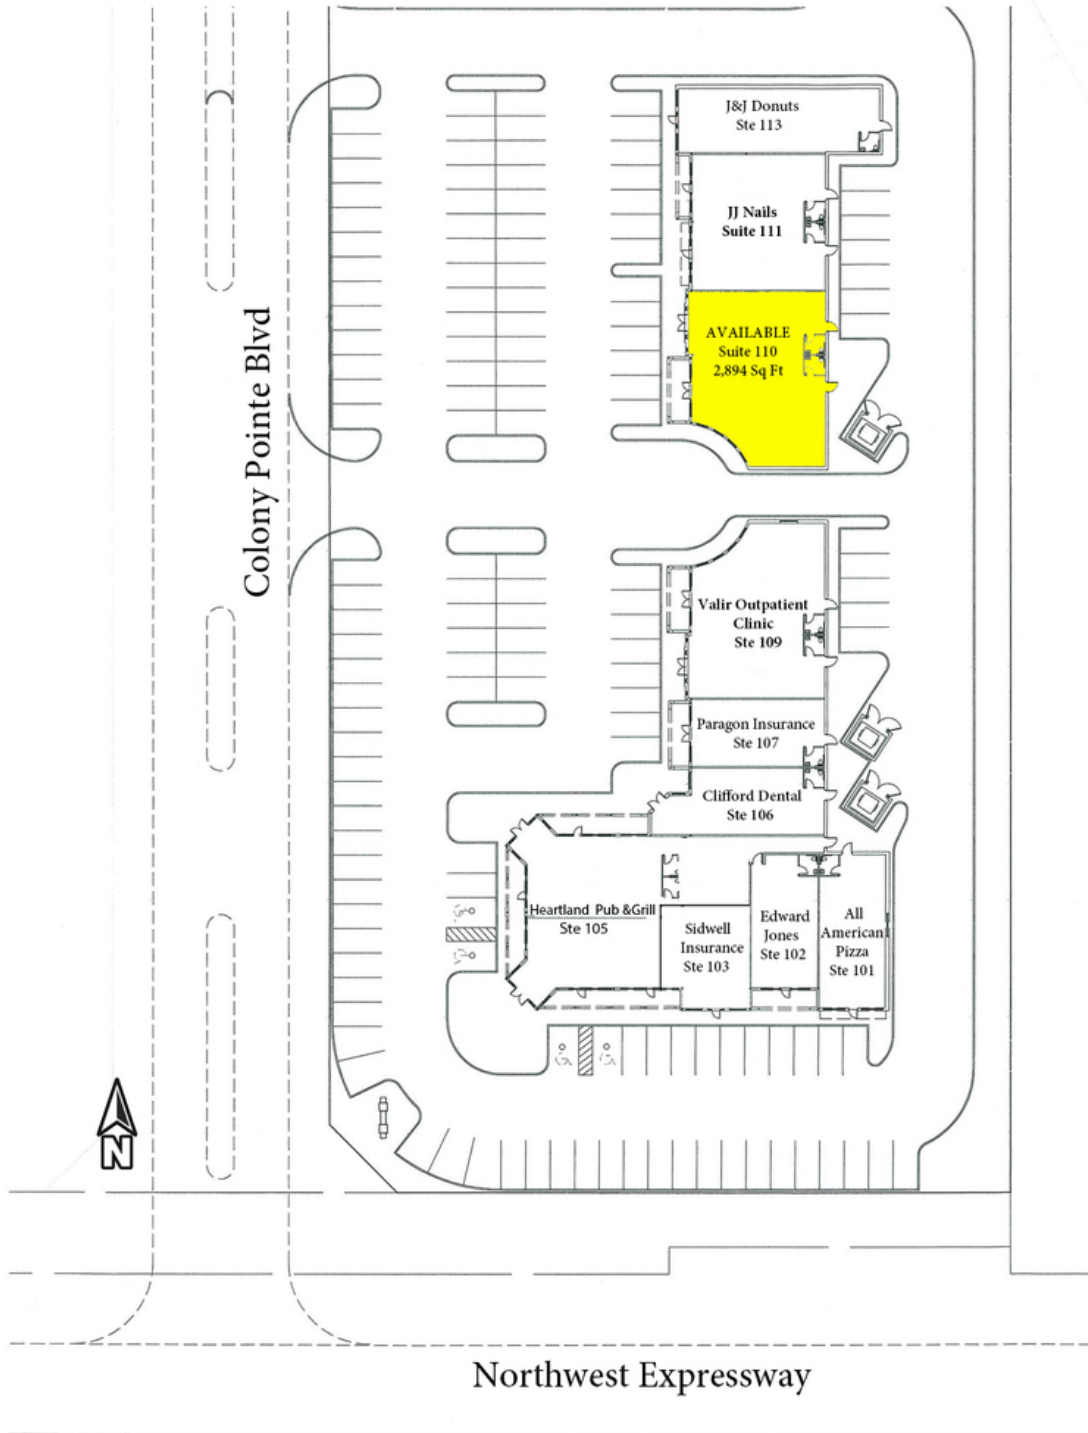 J&J Donuts
Ste 113
JJ Nails
Suite 111
AVAILABLE
Suite 110
2,894 Sq Ft
Colony Pointe Blvd
Valir Outpatient
Clinic
Ste 109
Paragon Insurance
Ste 107
Clifford Dental
Ste 106
Heartland Pub &Grill
Ste 105
Sidwell
Insurance
Ste 103
Edward
Jones
Ste 102
All
American
Pizza
Ste 101
N
Northwest Expressway